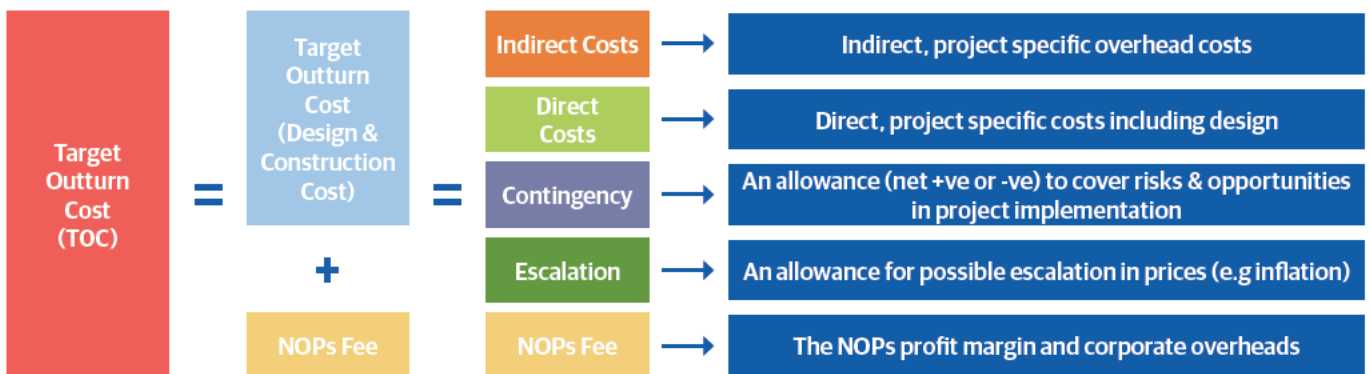 Target
Outturn
Cost
(TOC)
=
Target
Outturn
Cost
(Design &
Construction
Cost)
+
NOPs Fee
=
Indirect Costs
Indirect, project specific overhead costs
Direct
Costs
Direct, project specific costs including design
Contingency
An allowance (net +ve or -ve) to cover risks & opportunities
in project implementation
Escalation
An allowance for possible escalation in prices (e.g inflation)
NOPs Fee
The NOPs profit margin and corporate overheads